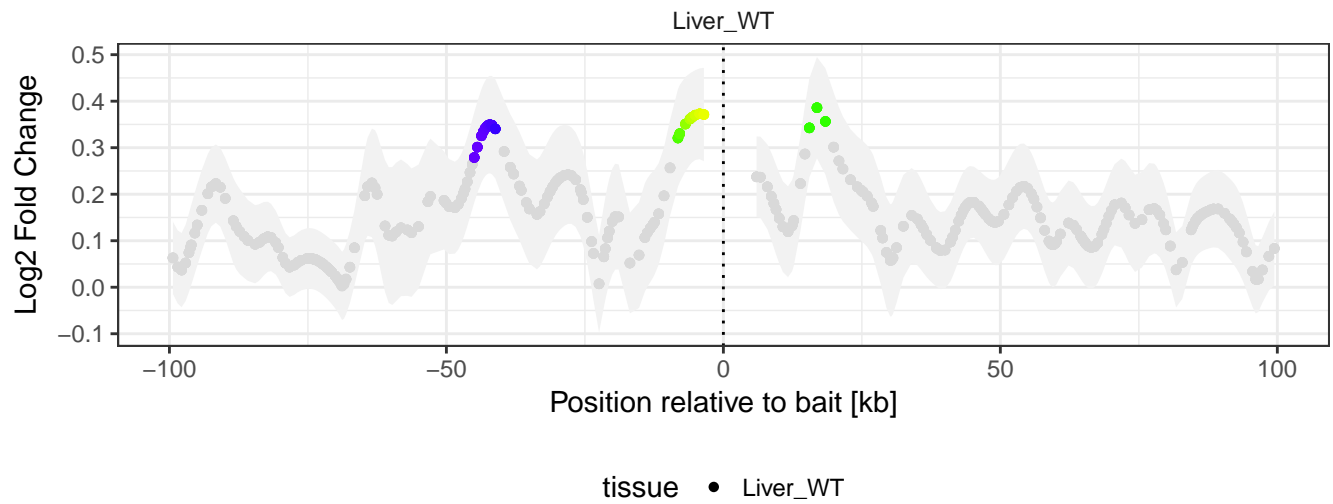 Liver_WT
Log2 Fold Change
0.5
0.4
0.3
0.2
0.1
0.0
−0.1
−100
−50
0
50
100
Position relative to bait [kb]
tissue
Liver_WT